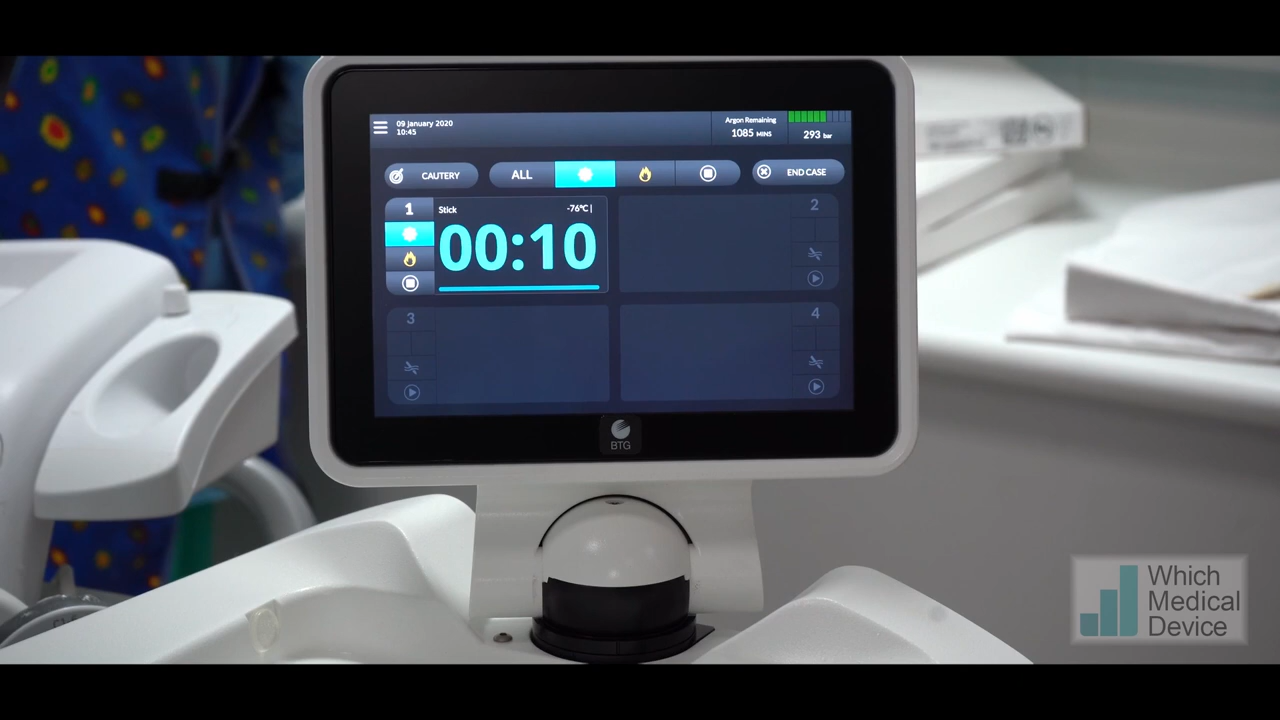 09 January 2020
10:45
Argon Remaining
1085 MINS
293 bar
CAUTERY
ALL
END CASE
1
Stick
-76°C |
00:10
2
3
4
BTG
Which
Medical
Device